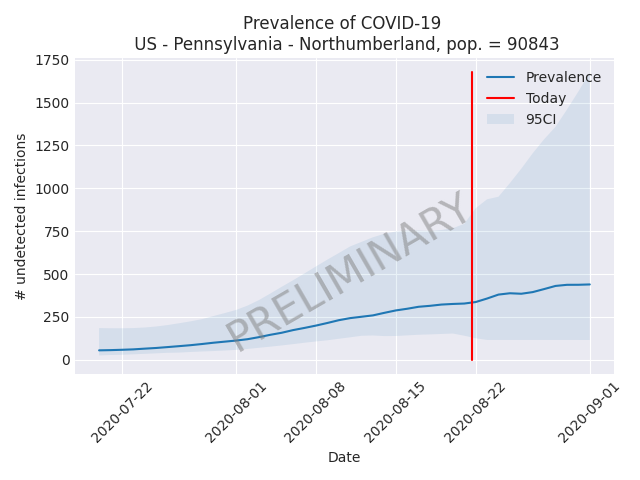 Prevalence of COVID-19
US - Pennsylvania - Northumberland, pop. = 90843
# undetected infections
1750
1500
1250
1000
750
500
250
0
Prevalence
Today
95CI
PRELIMINARY
2020-07-22
2020-08-01
2020-08-08
2020-08-15
2020-08-22
2020-09-01
Date